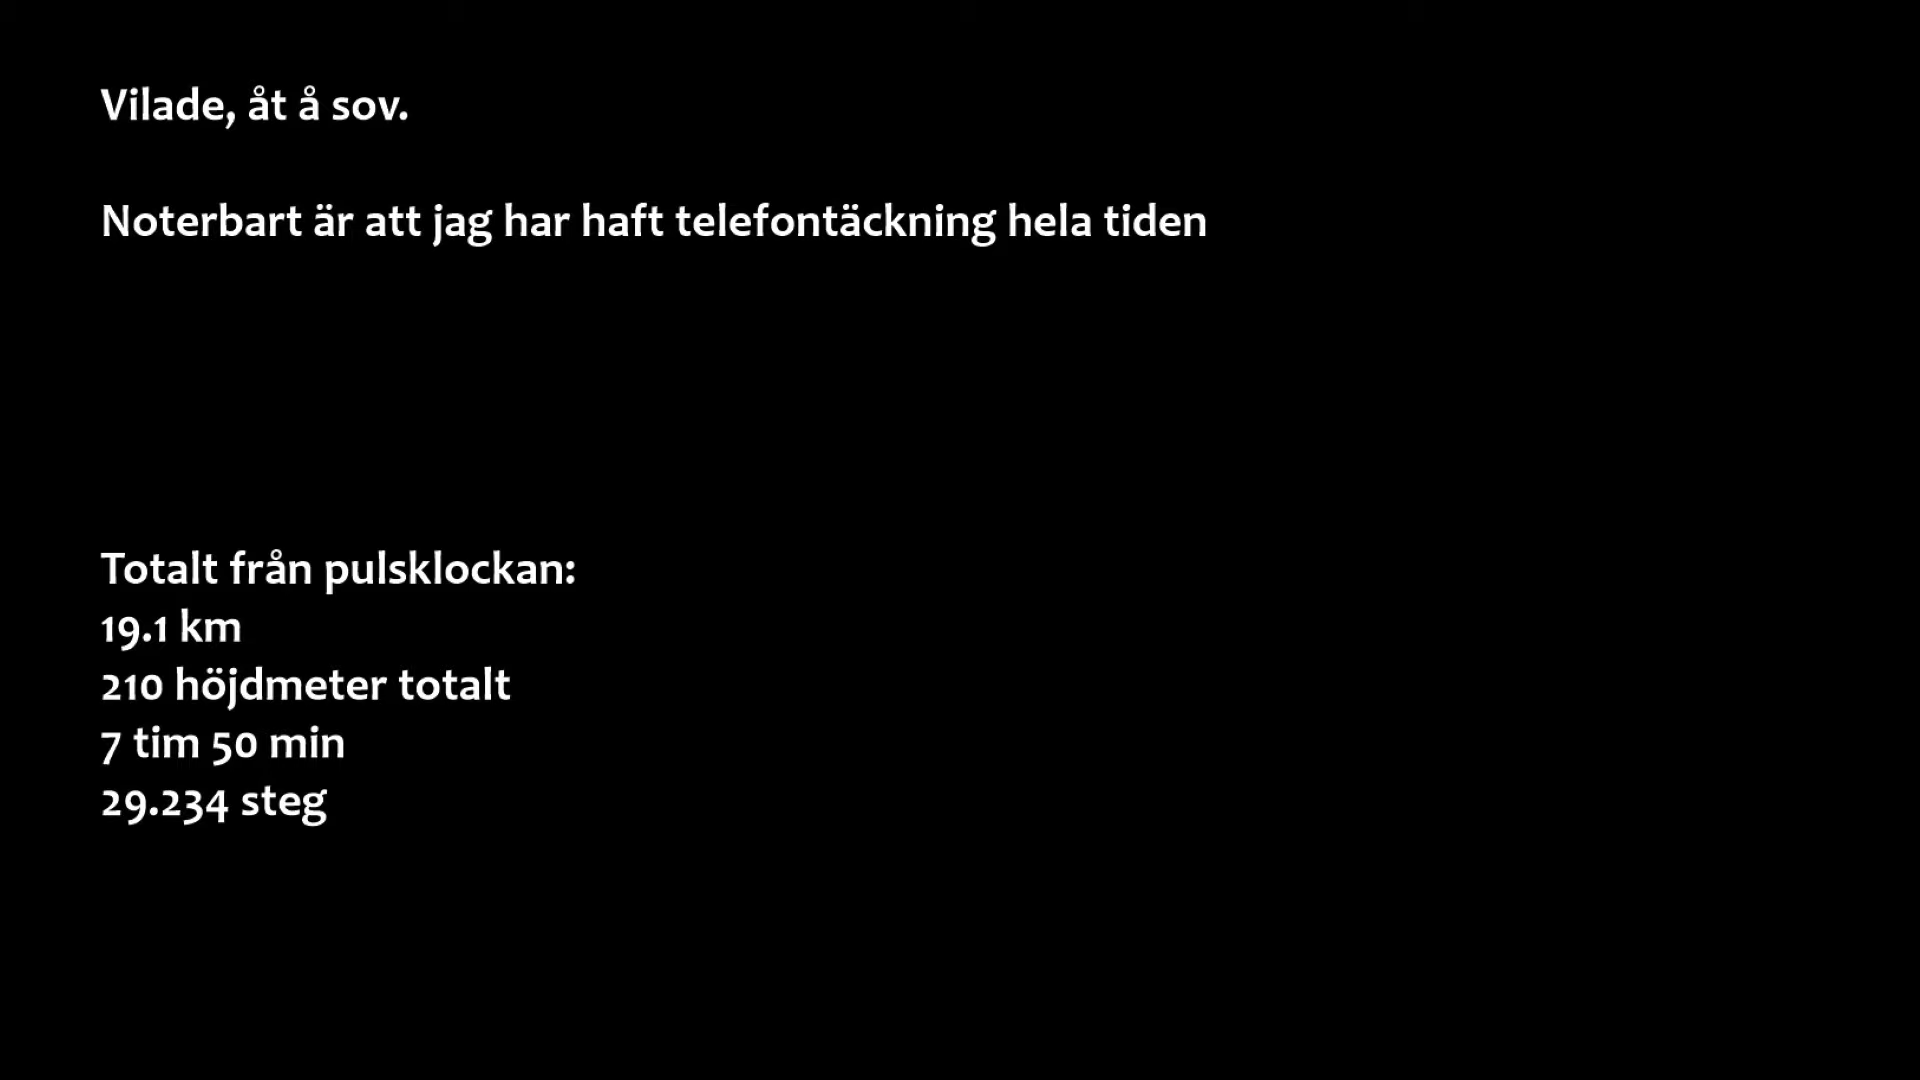 Vilade, åt å sov.
Noterbart är att jag har haft telefontäckning hela tiden
Totalt från pulsklockan:
19.1 km
210 höjdmeter totalt
7 tim 50 min
29.234 steg